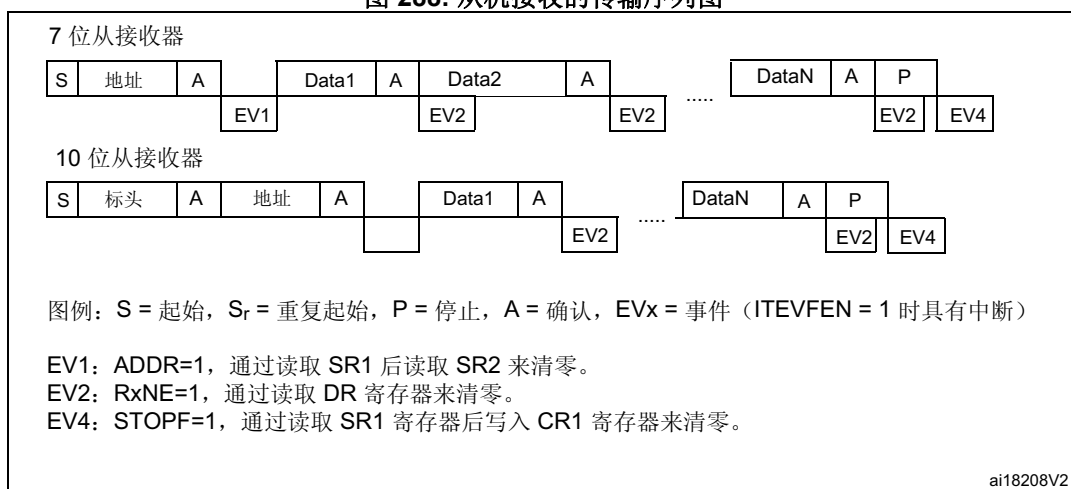 7 位从接收器
S 地址 A Data1 A Data2 A ..... DataN A P
EV1 EV2 EV2 EV2 EV4
10 位从接收器
S 标头 A 地址 A Data1 A ..... DataN A P
EV2 EV2 EV4
图例：S = 起始，Sr = 重复起始，P = 停止，A = 确认，EVx = 事件（ITEVFEN = 1 时具有中断）
EV1：ADDR=1，通过读取 SR1 后读取 SR2 来清零。
EV2：RxNE=1，通过读取 DR 寄存器来清零。
EV4：STOPF=1，通过读取 SR1 寄存器后写入 CR1 寄存器来清零。
ai18208V2